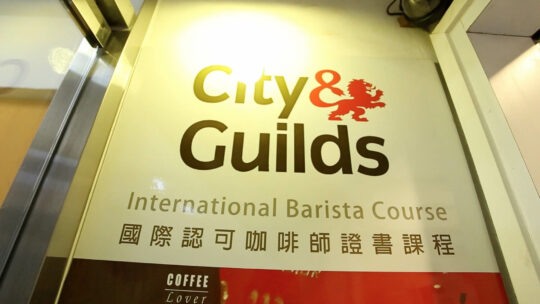 City&
Guilds
International Barista Course
國際認可咖啡師證書課程
COFFEE
Lover